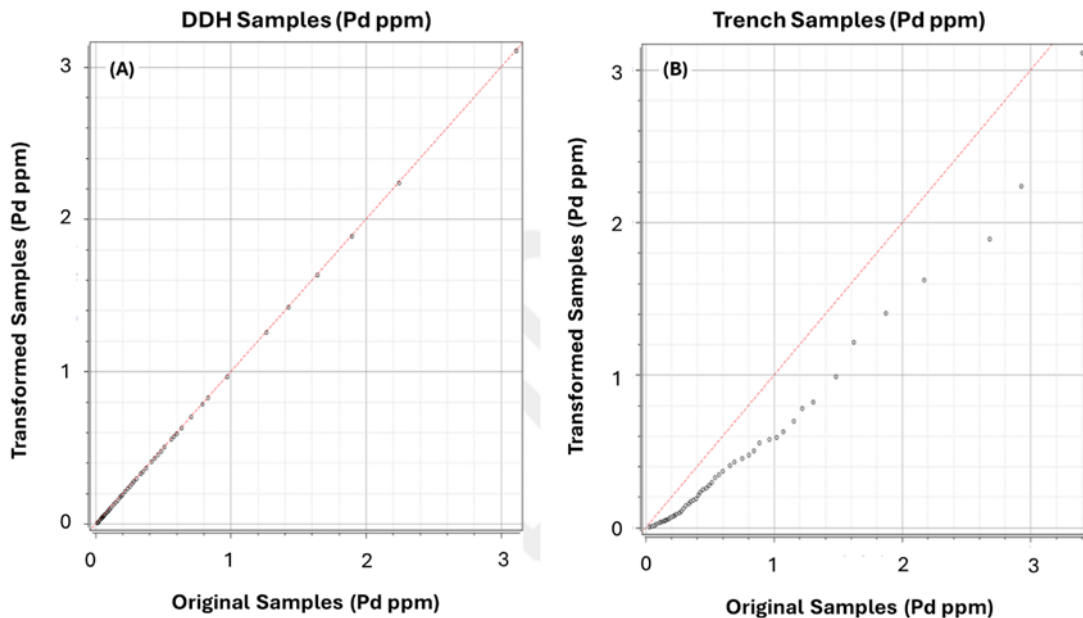 DDH Samples (Pd ppm)
(A)
Transformed Samples (Pd ppm)
3
2
1
0
0 1 2 3
Original Samples (Pd ppm)
Trench Samples (Pd ppm)
(B)
Transformed Samples (Pd ppm)
3
2
1
0
0 1 2 3
Original Samples (Pd ppm)